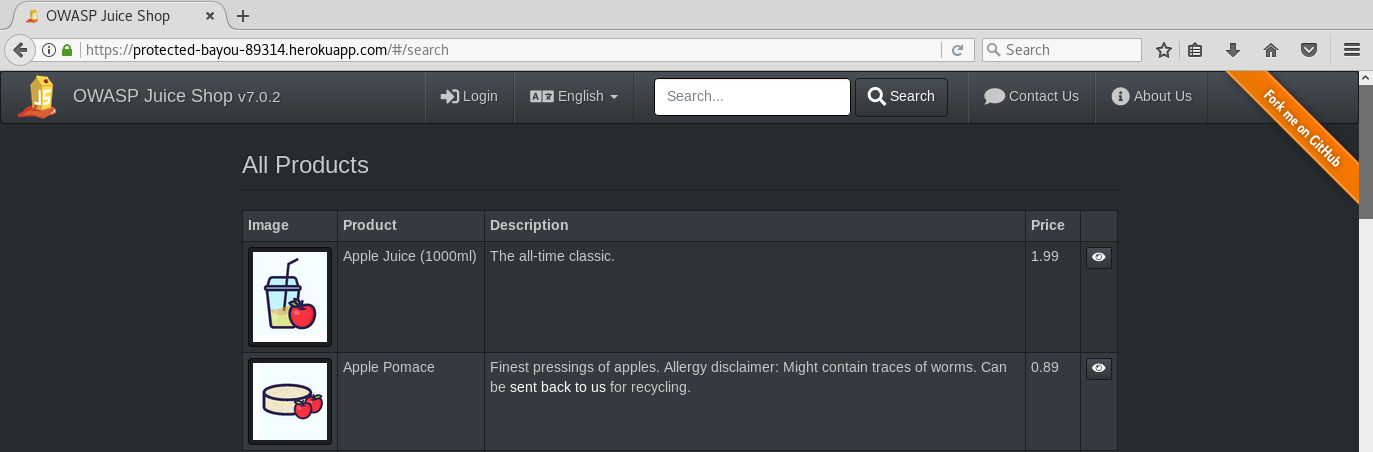 OWASP Juice Shop
https://protected-bayou-89314.herokuapp.com/#/search
Search
JS
OWASP Juice Shop v7.0.2
Login
English
Search...
Search
Contact Us
About Us
Fork me on GitHub
All Products
Image Product Description Price
Apple Juice (1000ml) The all-time classic. 1.99
Apple Pomace Finest pressings of apples. Allergy disclaimer: Might contain traces of worms. Can 0.89
be sent back to us for recycling.